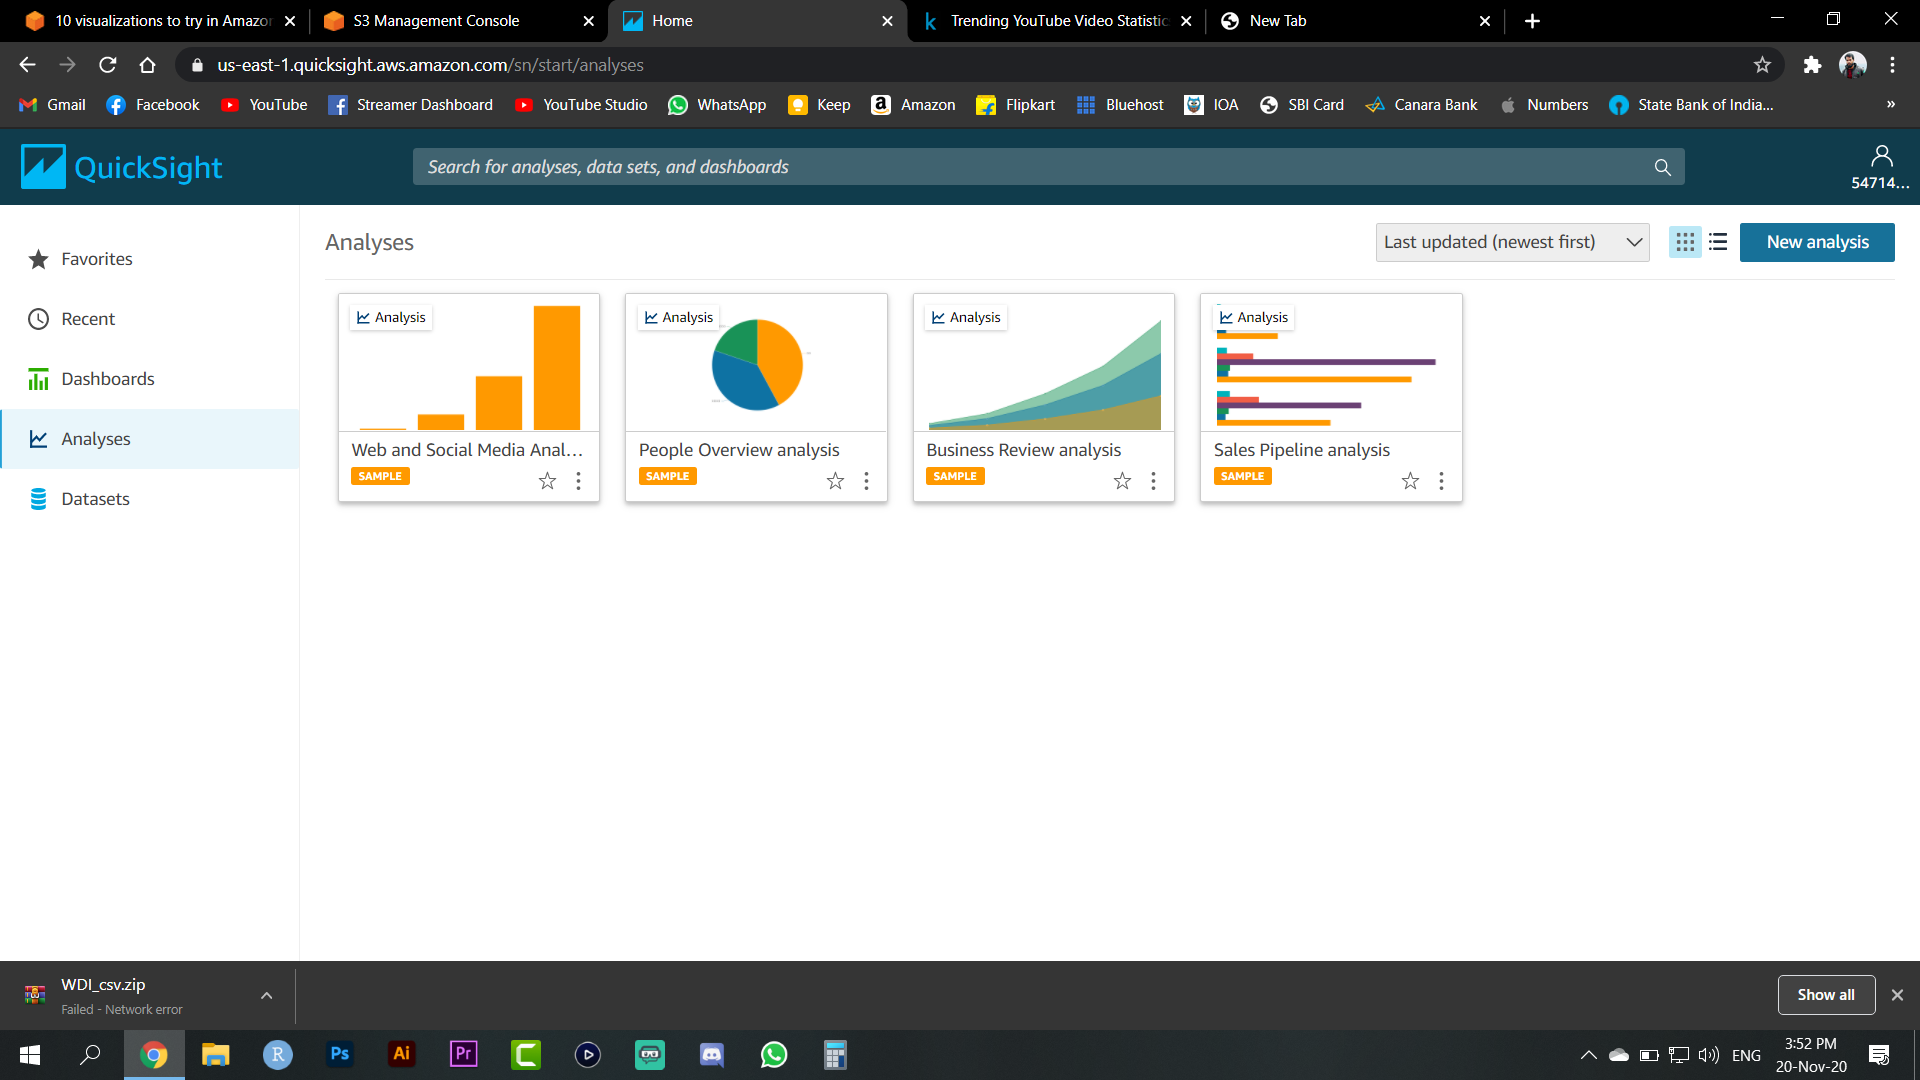 10 visualizations to try in Amazon
S3 Management Console
Home
Trending YouTube Video Statistic
New Tab
us-east-1.quicksight.aws.amazon.com/sn/start/analyses
Gmail
Facebook
YouTube
Streamer Dashboard
YouTube Studio
WhatsApp
Keep
Amazon
Flipkart
Bluehost
IOA
SBI Card
Canara Bank
Numbers
State Bank of India...
»
QuickSight
Search for analyses, data sets, and dashboards
54714...
Favorites
Recent
Dashboards
Analyses
Datasets
Analyses
Last updated (newest first)
New analysis
Analysis
Web and Social Media Anal...
SAMPLE
Analysis
People Overview analysis
SAMPLE
Analysis
Business Review analysis
SAMPLE
Analysis
Sales Pipeline analysis
SAMPLE
WDI_csv.zip
Failed - Network error
Show all
R
Ps
Ai
Pr
ENG
3:52 PM
20-Nov-20